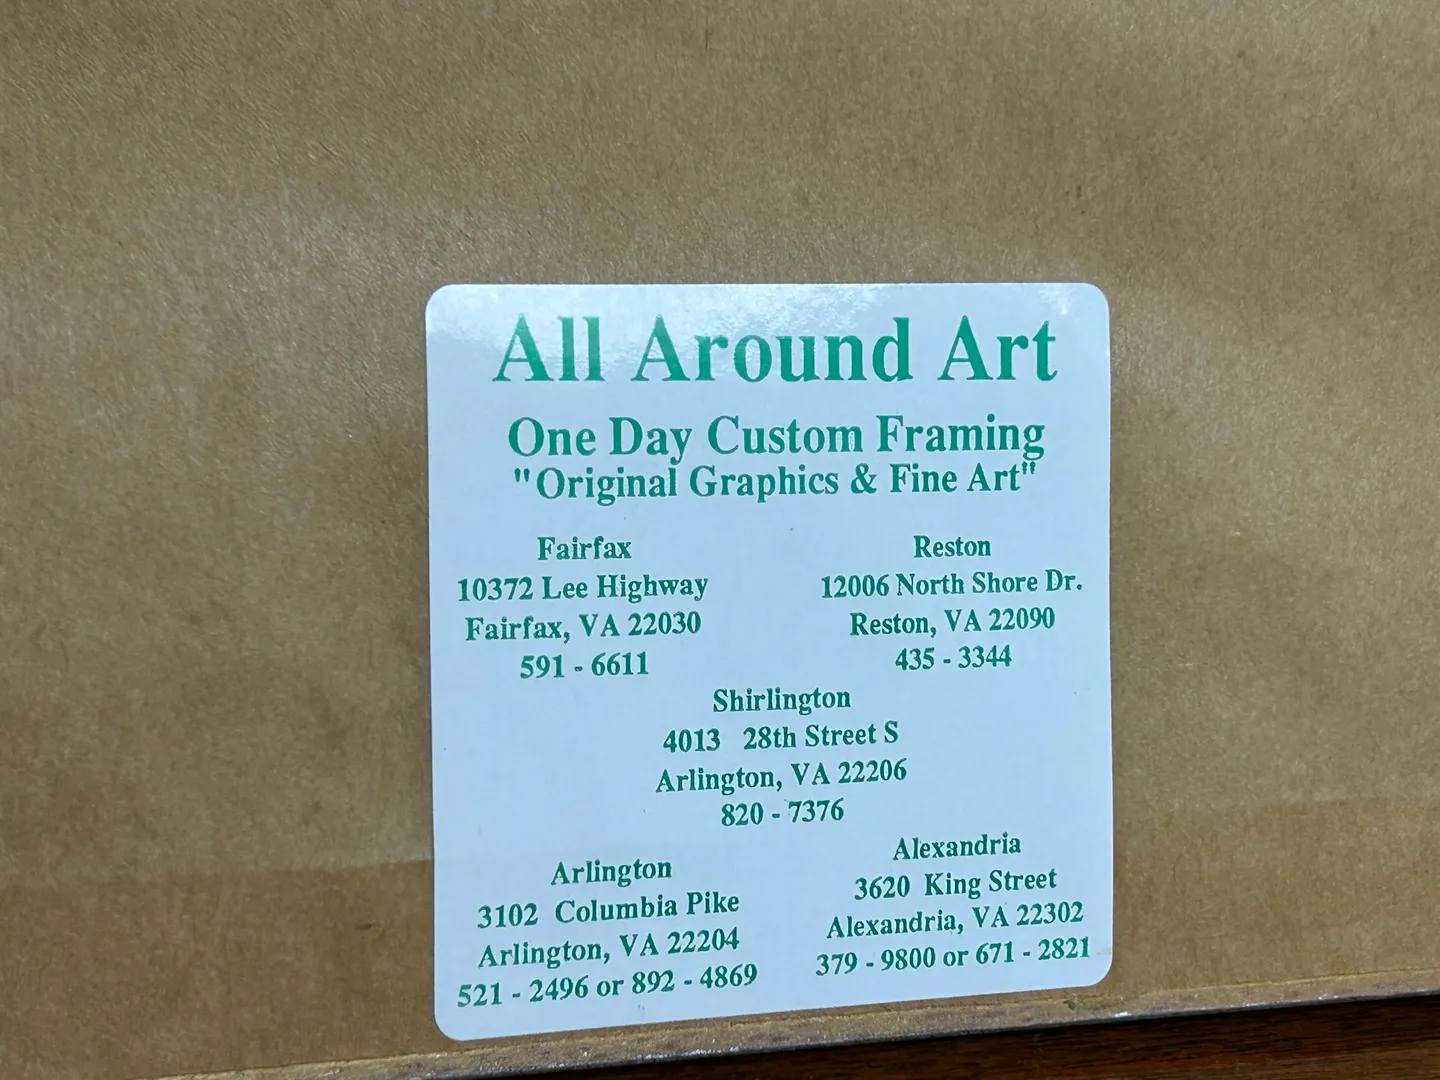 All Around Art
One Day Custom Framing
"Original Graphics & Fine Art"
Fairfax
10372 Lee Highway
Fairfax, VA 22030
591 - 6611
Reston
12006 North Shore Dr.
Reston, VA 22090
435 - 3344
Shirlington
4013 28th Street S
Arlington, VA 22206
820 - 7376
Arlington
3102 Columbia Pike
Arlington, VA 22204
521 - 2496 or 892 - 4869
Alexandria
3620 King Street
Alexandria, VA 22302
379 - 9800 or 671 - 2821